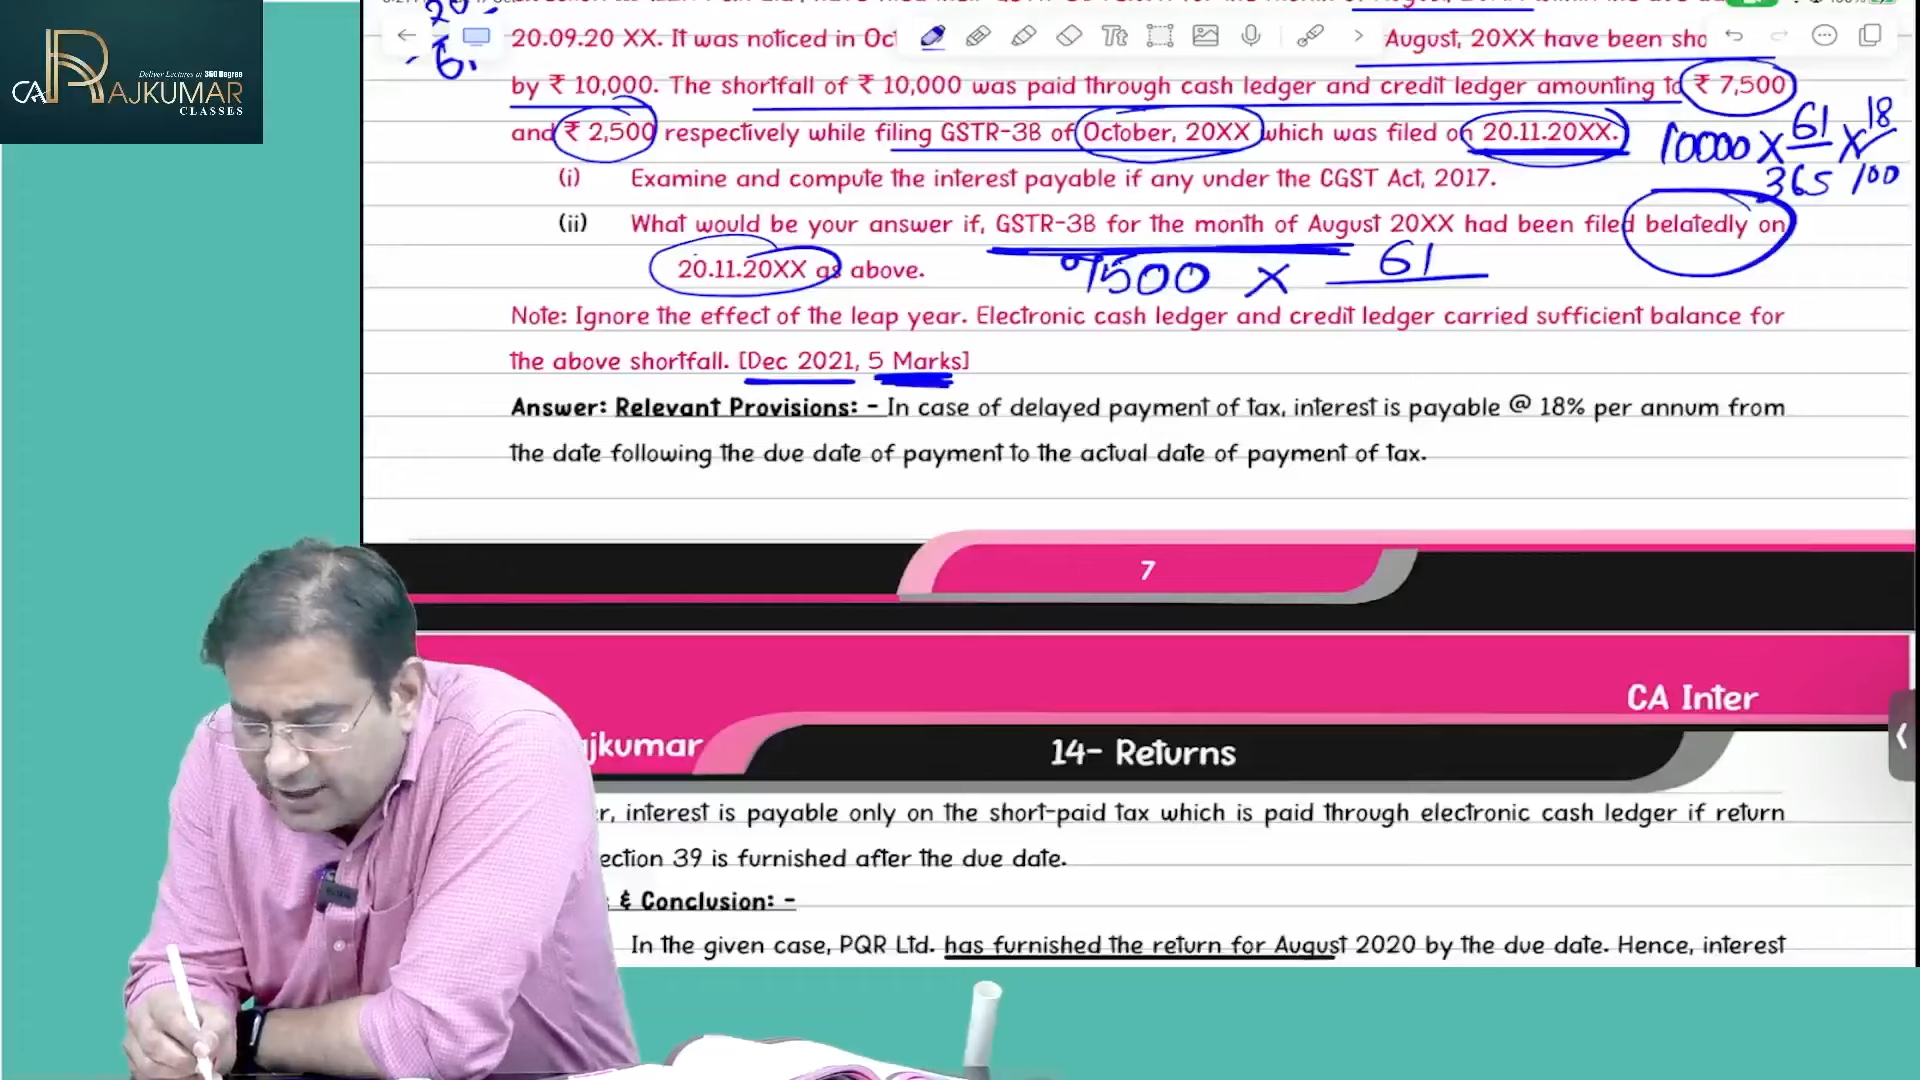 Deliver Lectures at 360 Degree
CA RAJKUMAR
CLASSES
20.09.20 XX. It was noticed in Oct August, 20XX have been sho
by ₹ 10,000. The shortfall of ₹ 10,000 was paid through cash ledger and credit ledger amounting to ₹ 7,500
and ₹ 2,500 respectively while filing GSTR-3B of October, 20XX which was filed on 20.11.20XX.
10000 × 61/365 × 18/100
(i) Examine and compute the interest payable if any under the CGST Act, 2017.
(ii) What would be your answer if, GSTR-3B for the month of August 20XX had been filed belatedly on
20.11.20XX as above.
7500 × 61
Note: Ignore the effect of the leap year. Electronic cash ledger and credit ledger carried sufficient balance for
the above shortfall. [Dec 2021, 5 Marks]
Answer: Relevant Provisions: - In case of delayed payment of tax, interest is payable @ 18% per annum from
the date following the due date of payment to the actual date of payment of tax.
7
CA Inter
ajkumar
14- Returns
r, interest is payable only on the short-paid tax which is paid through electronic cash ledger if return
ection 39 is furnished after the due date.
& Conclusion: -
In the given case, PQR Ltd. has furnished the return for August 2020 by the due date. Hence, interest